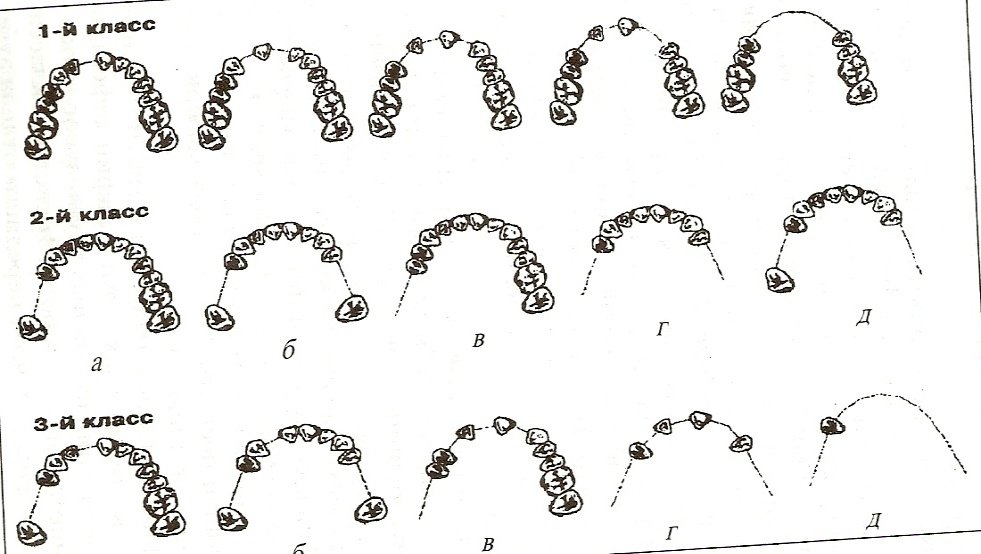 1-й класс
2-й класс
а б в г д
3-й класс
б в г д